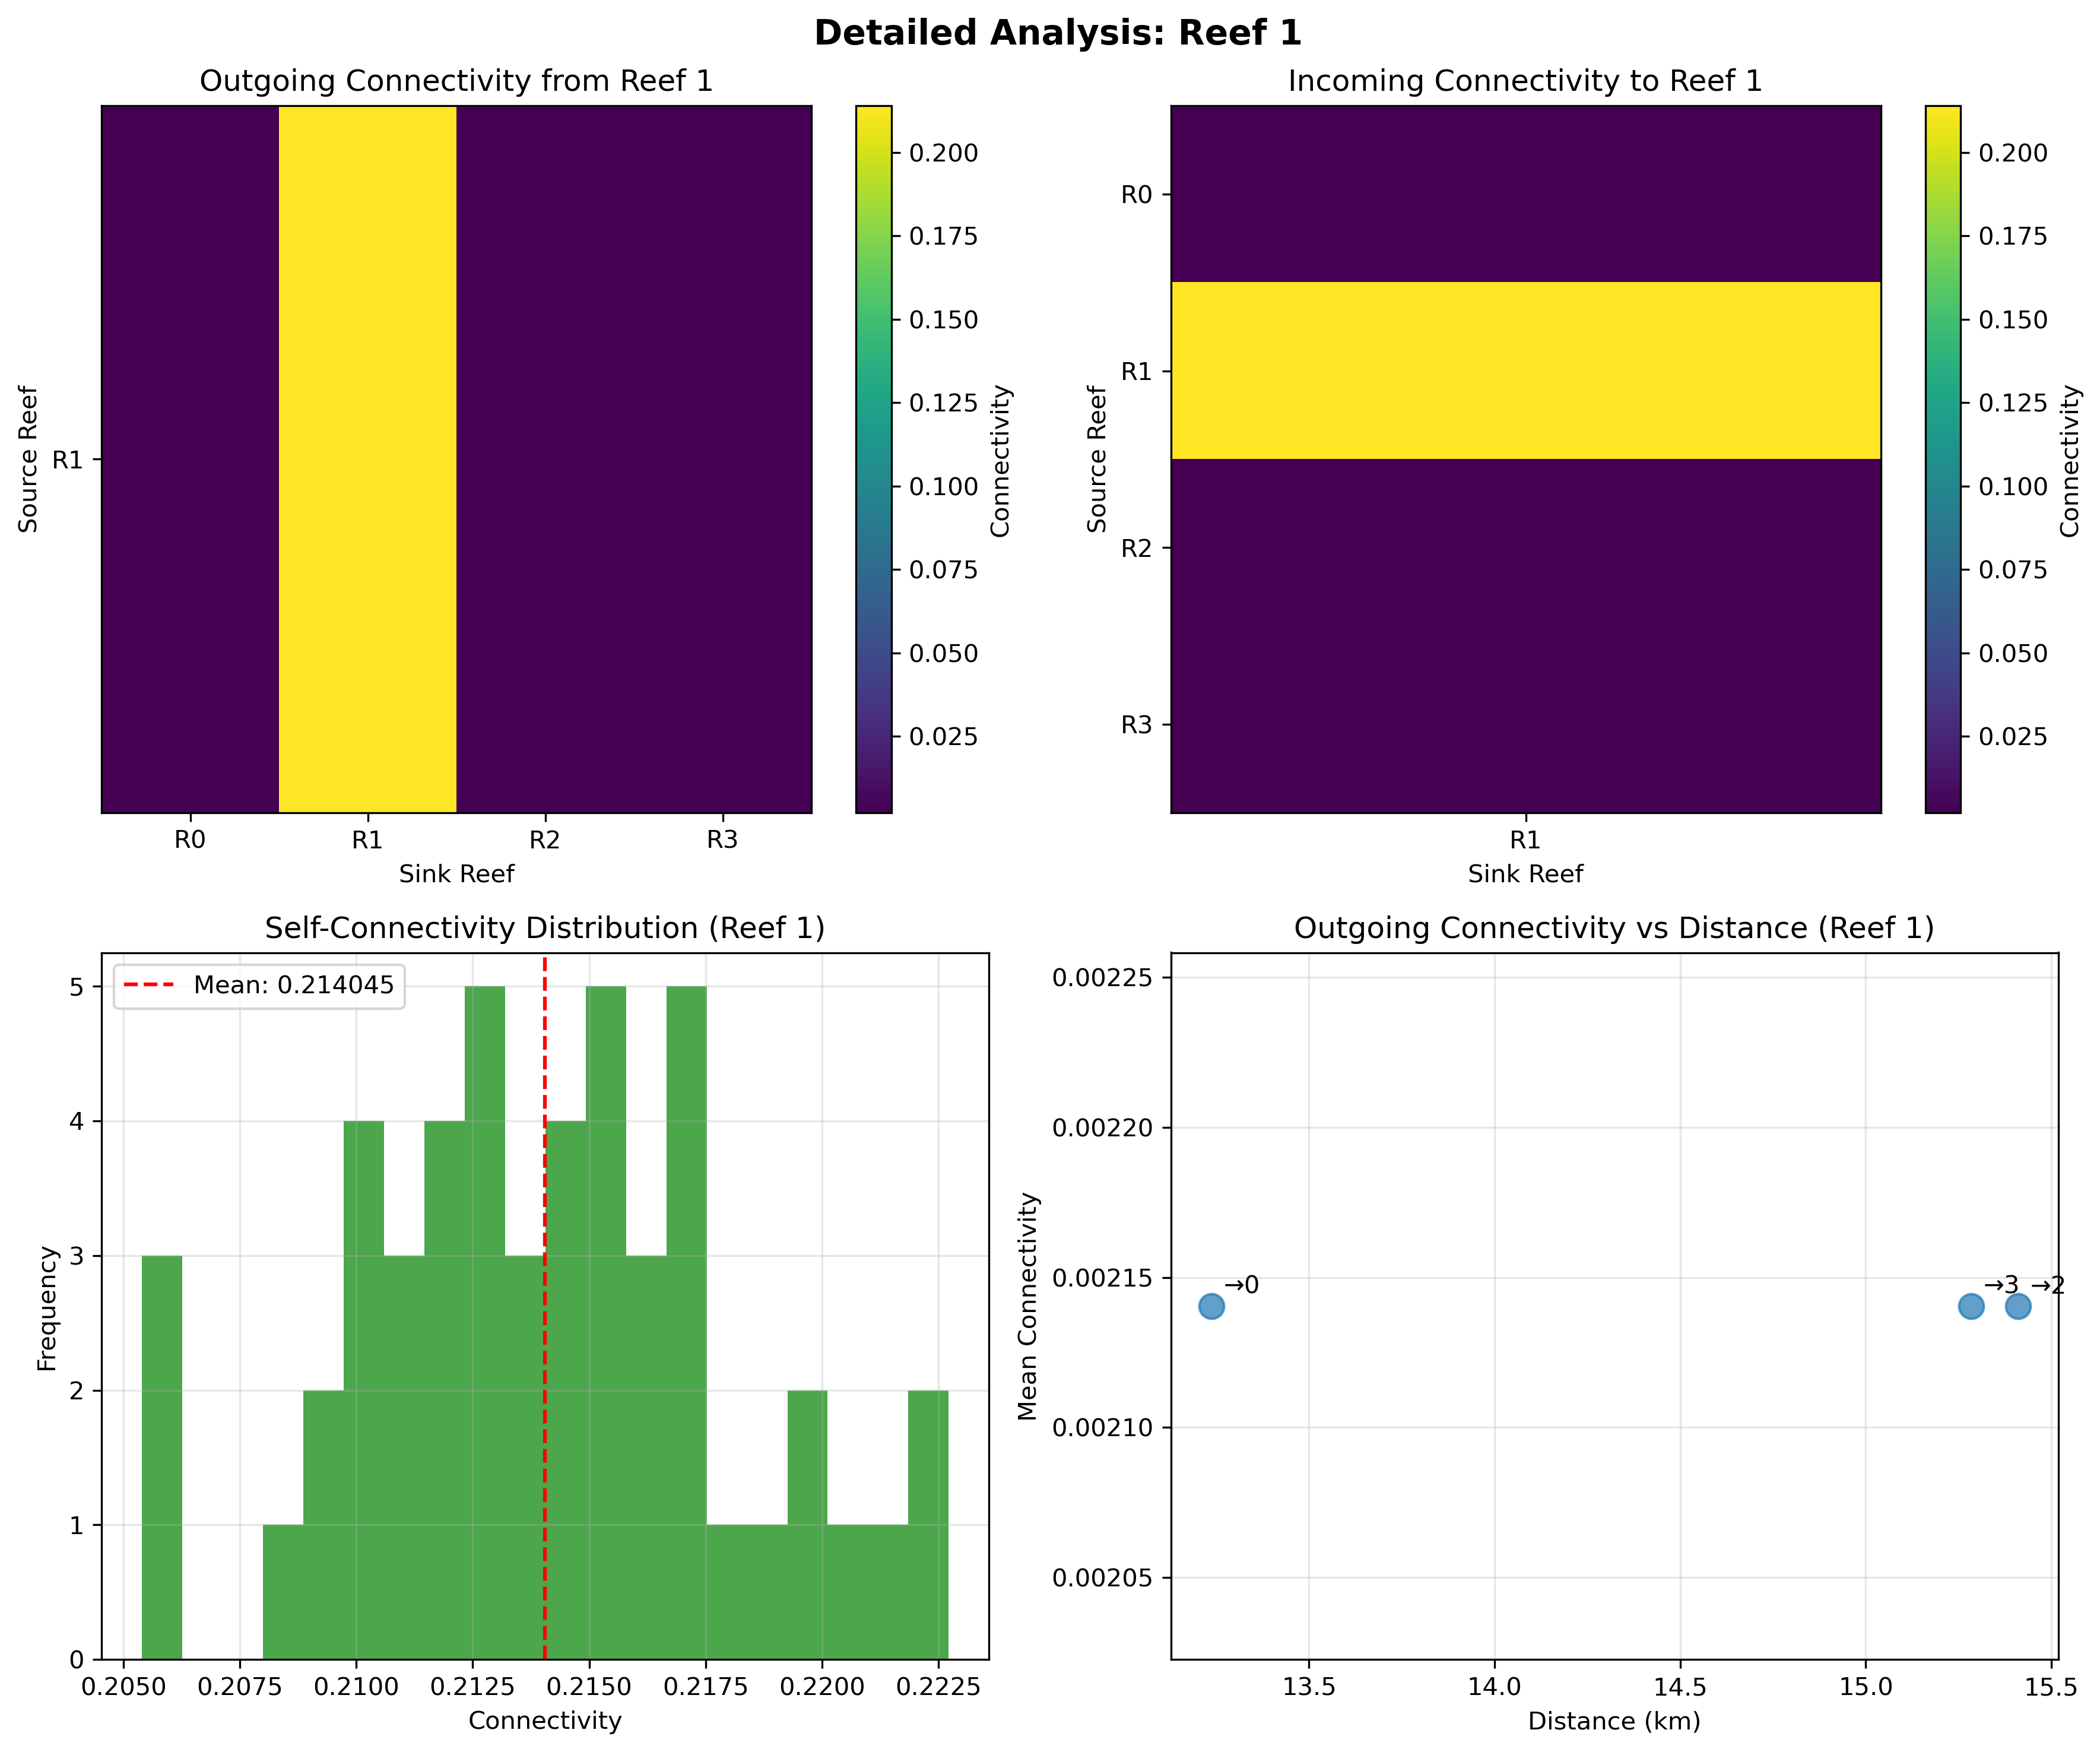 Detailed Analysis: Reef 1
Outgoing Connectivity from Reef 1
Source Reef
R1
R0 R1 R2 R3
Sink Reef
0.200
0.175
0.150
0.125
0.100
0.075
0.050
0.025
Connectivity
Incoming Connectivity to Reef 1
Source Reef
R0
R1
R2
R3
R1
Sink Reef
0.200
0.175
0.150
0.125
0.100
0.075
0.050
0.025
Connectivity
Self-Connectivity Distribution (Reef 1)
Mean: 0.214045
Frequency
5
4
3
2
1
0
0.2050 0.2075 0.2100 0.2125 0.2150 0.2175 0.2200 0.2225
Connectivity
Outgoing Connectivity vs Distance (Reef 1)
Mean Connectivity
0.00225
0.00220
0.00215
0.00210
0.00205
→0 →3 →2
13.5 14.0 14.5 15.0 15.5
Distance (km)